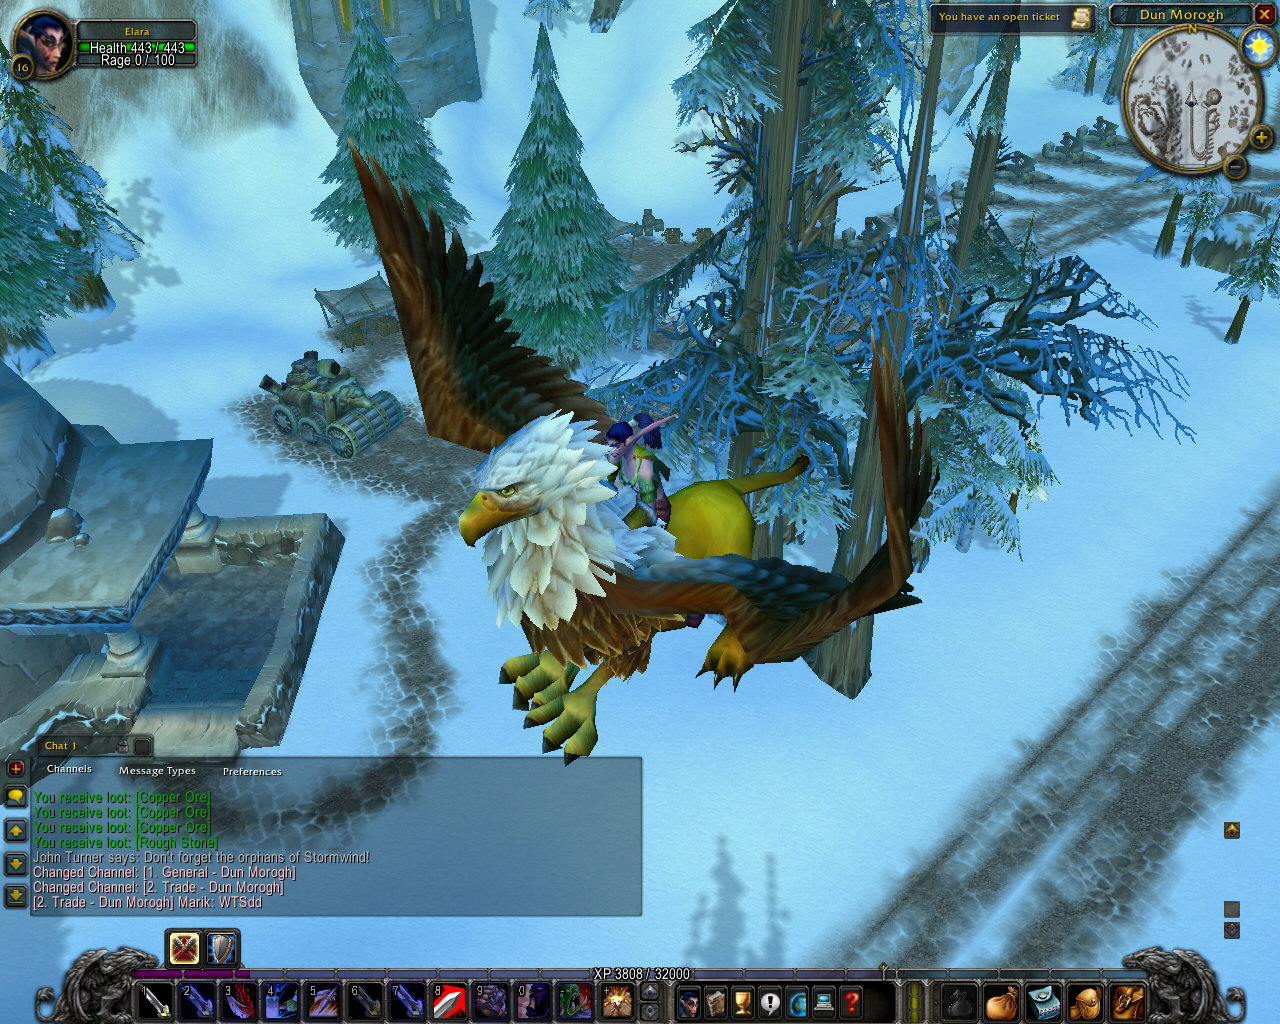 Elara
Health 443 / 443
Rage 0 / 100
16
You have an open ticket
Dun Morogh
N
Chat 1
Channels
Message Types
Preferences
You receive loot: [Copper Ore]
You receive loot: [Copper Ore]
You receive loot: [Copper Ore]
You receive loot: [Rough Stone]
John Turner says: Don't forget the orphans of Stormwind!
Changed Channel: [1. General - Dun Morogh]
Changed Channel: [2. Trade - Dun Morogh]
[2. Trade - Dun Morogh] Marik: WTSdd
XP 3808 / 32000
1 2 3 4 5 6 7 8 9 0 - +